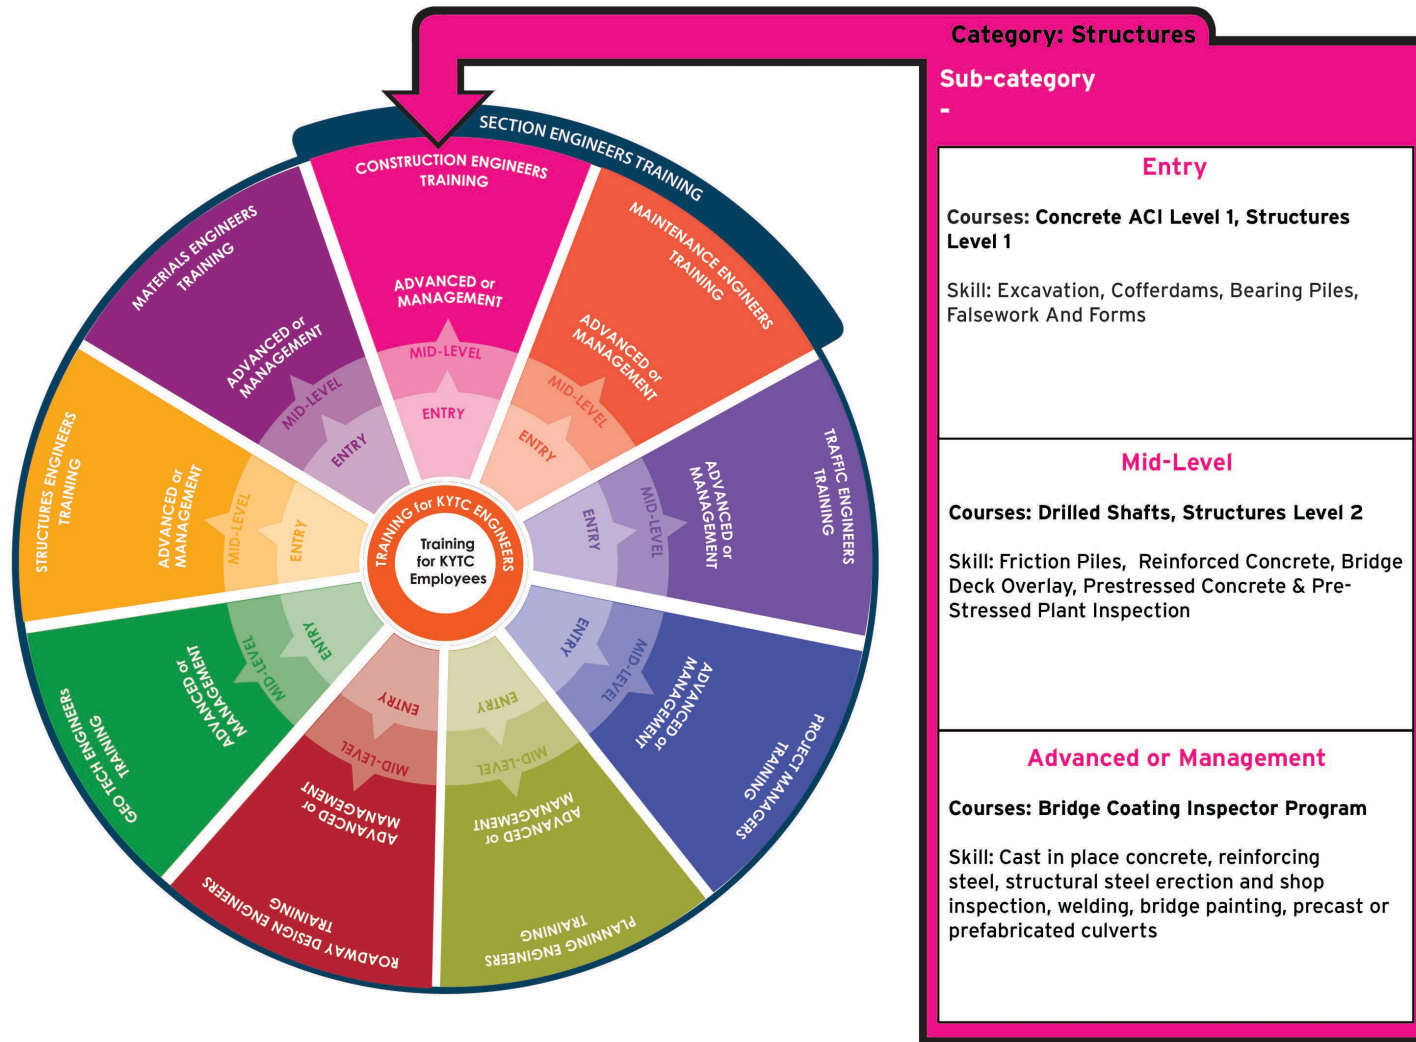 Category: Structures
Sub-category
-
Entry
Courses: Concrete ACI Level 1, Structures
Level 1
Skill: Excavation, Cofferdams, Bearing Piles,
Falsework And Forms
Mid-Level
Courses: Drilled Shafts, Structures Level 2
Skill: Friction Piles, Reinforced Concrete, Bridge
Deck Overlay, Prestressed Concrete & Pre-
Stressed Plant Inspection
Advanced or Management
Courses: Bridge Coating Inspector Program
Skill: Cast in place concrete, reinforcing
steel, structural steel erection and shop
inspection, welding, bridge painting, precast or
prefabricated culverts
SECTION ENGINEERS TRAINING
CONSTRUCTION ENGINEERS
TRAINING
ADVANCED or
MANAGEMENT
MID-LEVEL
ENTRY
MAINTENANCE ENGINEERS
TRAINING
ADVANCED or
MANAGEMENT
MID-LEVEL
ENTRY
TRAFFIC ENGINEERS
TRAINING
ADVANCED or
MANAGEMENT
MID-LEVEL
ENTRY
PROJECT MANAGERS
TRAINING
ADVANCED or
MANAGEMENT
MID-LEVEL
ENTRY
PLANNING ENGINEERS
TRAINING
ADVANCED or
MANAGEMENT
MID-LEVEL
ENTRY
ROADWAY DESIGN ENGINEERS
TRAINING
ADVANCED or
MANAGEMENT
MID-LEVEL
ENTRY
GEO TECH ENGINEERS
TRAINING
ADVANCED or
MANAGEMENT
MID-LEVEL
ENTRY
STRUCTURES ENGINEERS
TRAINING
ADVANCED or
MANAGEMENT
MID-LEVEL
ENTRY
MATERIALS ENGINEERS
TRAINING
ADVANCED or
MANAGEMENT
MID-LEVEL
ENTRY
TRAINING for KYTC ENGINEERS
Training
for KYTC
Employees